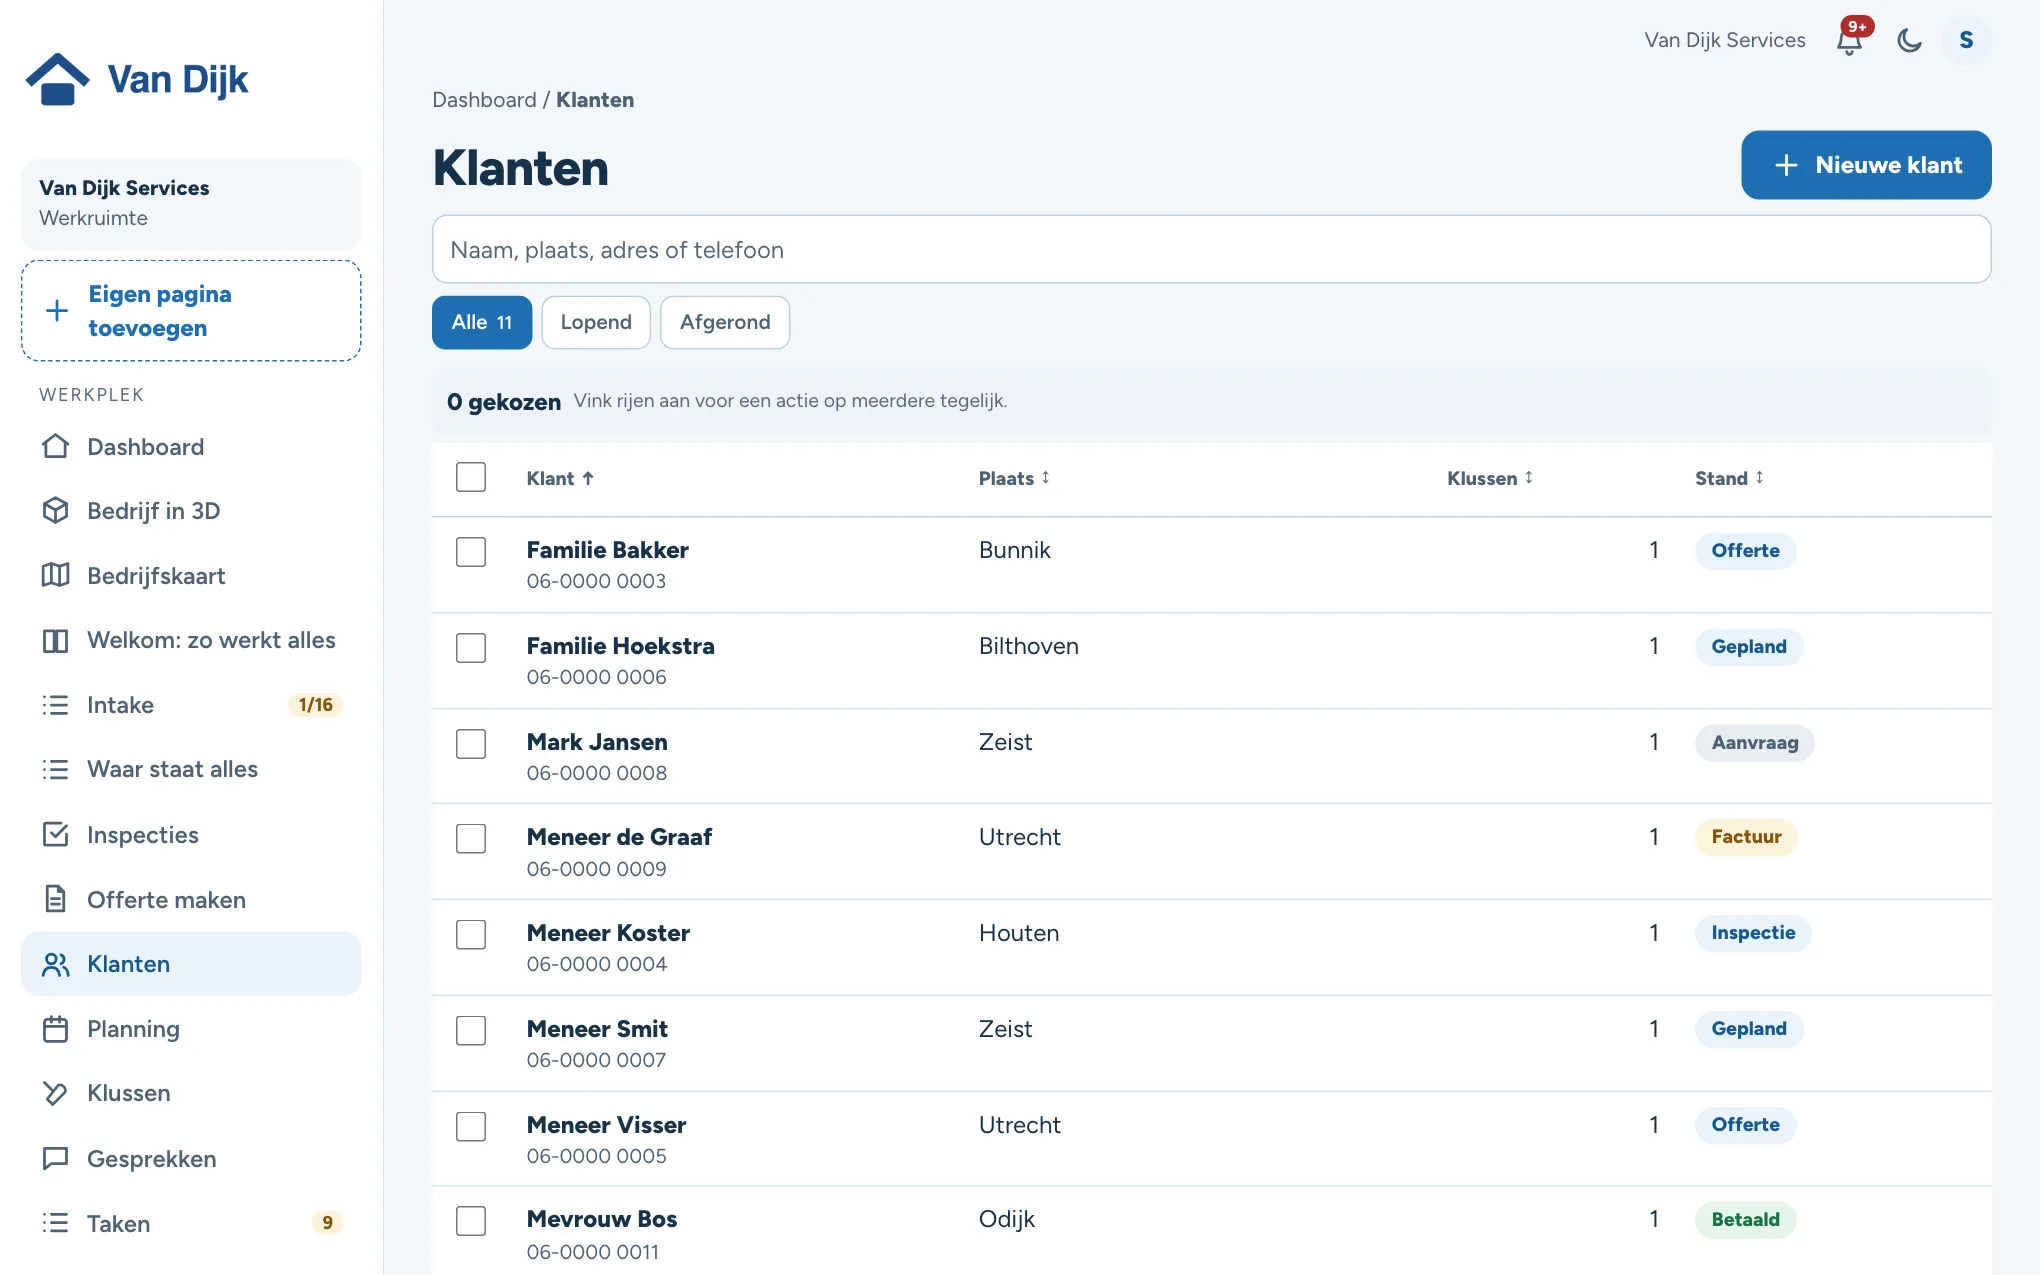 Van Dijk
Van Dijk Services
Werkruimte
Eigen pagina
toevoegen
WERKPLEK
Dashboard
Bedrijf in 3D
Bedrijfskaart
Welkom: zo werkt alles
Intake 1/16
Waar staat alles
Inspecties
Offerte maken
Klanten
Planning
Klussen
Gesprekken
Taken 9
Van Dijk Services 9+ S
Dashboard / Klanten
Klanten
Nieuwe klant
Naam, plaats, adres of telefoon
Alle 11 Lopend Afgerond
0 gekozen Vink rijen aan voor een actie op meerdere tegelijk.
Klant ↑ Plaats ↕ Klussen ↕ Stand ↕
Familie Bakker Bunnik 1 Offerte
06-0000 0003
Familie Hoekstra Bilthoven 1 Gepland
06-0000 0006
Mark Jansen Zeist 1 Aanvraag
06-0000 0008
Meneer de Graaf Utrecht 1 Factuur
06-0000 0009
Meneer Koster Houten 1 Inspectie
06-0000 0004
Meneer Smit Zeist 1 Gepland
06-0000 0007
Meneer Visser Utrecht 1 Offerte
06-0000 0005
Mevrouw Bos Odijk 1 Betaald
06-0000 0011